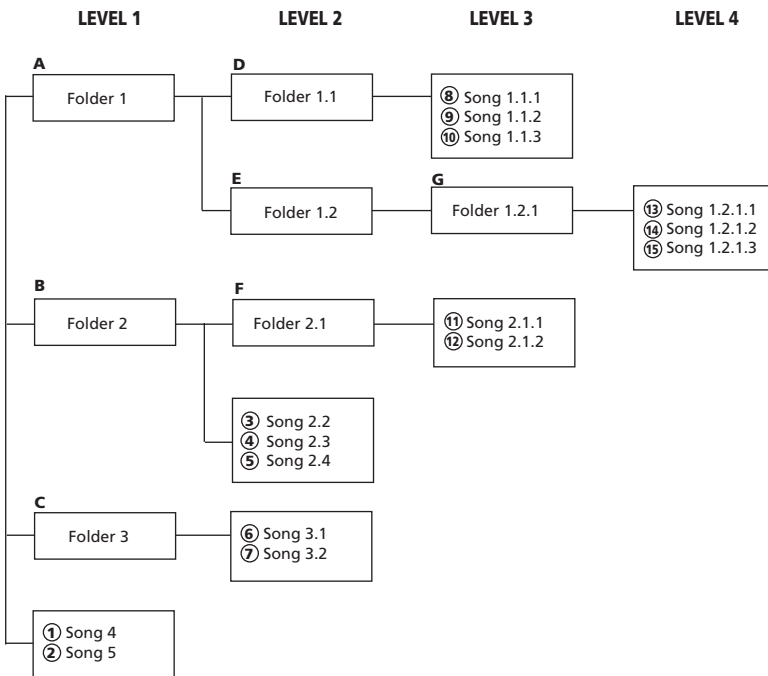 LEVEL 1 LEVEL 2 LEVEL 3 LEVEL 4
A
Folder 1
D
Folder 1.1
⑧ Song 1.1.1
⑨ Song 1.1.2
⑩ Song 1.1.3
E
Folder 1.2
G
Folder 1.2.1
⑬ Song 1.2.1.1
⑭ Song 1.2.1.2
⑮ Song 1.2.1.3
B
Folder 2
F
Folder 2.1
⑪ Song 2.1.1
⑫ Song 2.1.2
③ Song 2.2
④ Song 2.3
⑤ Song 2.4
C
Folder 3
⑥ Song 3.1
⑦ Song 3.2
① Song 4
② Song 5